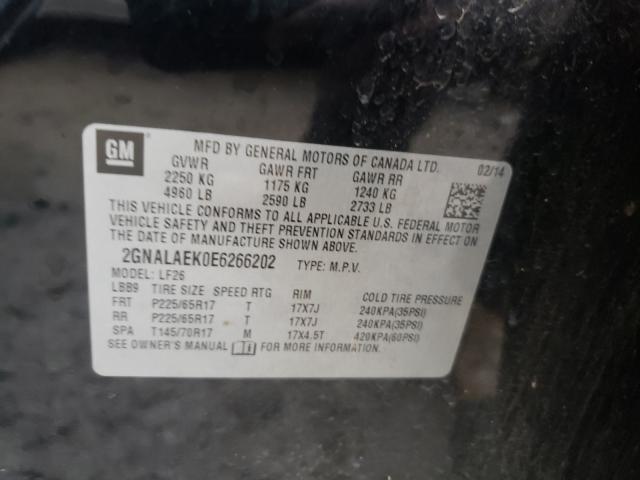 GM
MFD BY GENERAL MOTORS OF CANADA LTD. 02/14
GVWR GAWR FRT GAWR RR
2250 KG 1175 KG 1240 KG
4960 LB 2590 LB 2733 LB
THIS VEHICLE CONFORMS TO ALL APPLICABLE U.S. FEDERAL MOTOR
VEHICLE SAFETY AND THEFT PREVENTION STANDARDS
IN EFFECT ON THE DATE OF MANUFACTURE SHOWN ABOVE.
2GNALAEK0E6266202 TYPE: M.P.V.
MODEL: LF26
LBB9 TIRE SIZE SPEED RTG RIM COLD TIRE PRESSURE
FRT P225/65R17 T 17X7J 240KPA(35PSI)
RR P225/65R17 T 17X7J 240KPA(35PSI)
SPA T145/70R17 M 17X4.5T 420KPA(60PSI)
SEE OWNER'S MANUAL FOR MORE INFORMATION.